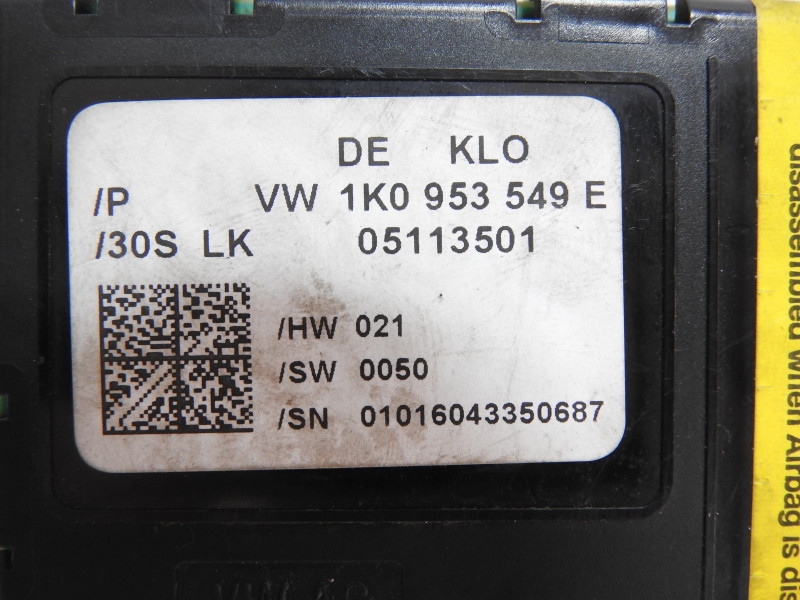 DE KLO
/P VW 1K0 953 549 E
/30S LK 05113501
/HW 021
/SW 0050
/SN 01016043350687
disassembled when Airbag is